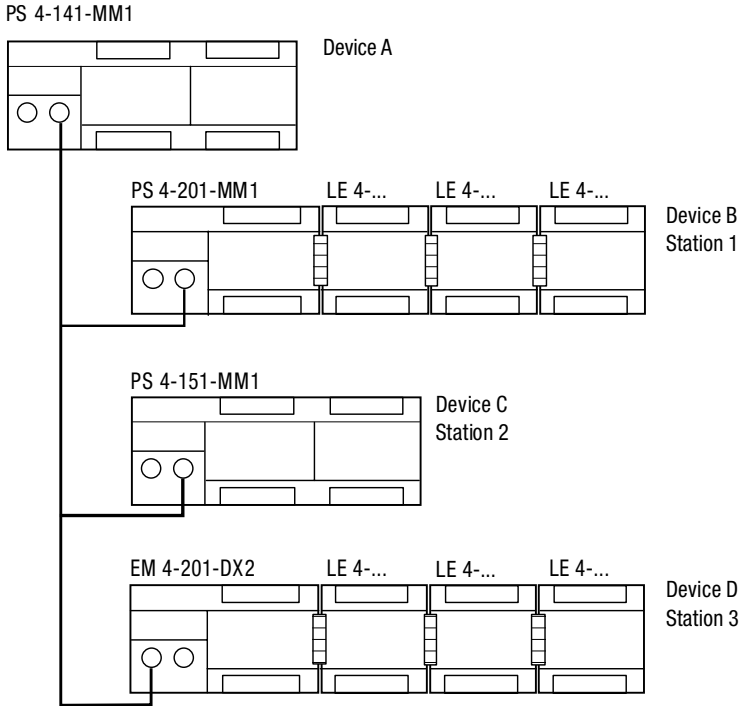 PS 4-141-MM1
Device A
PS 4-201-MM1 LE 4-... LE 4-... LE 4-...
Device B
Station 1
PS 4-151-MM1
Device C
Station 2
EM 4-201-DX2 LE 4-... LE 4-... LE 4-...
Device D
Station 3